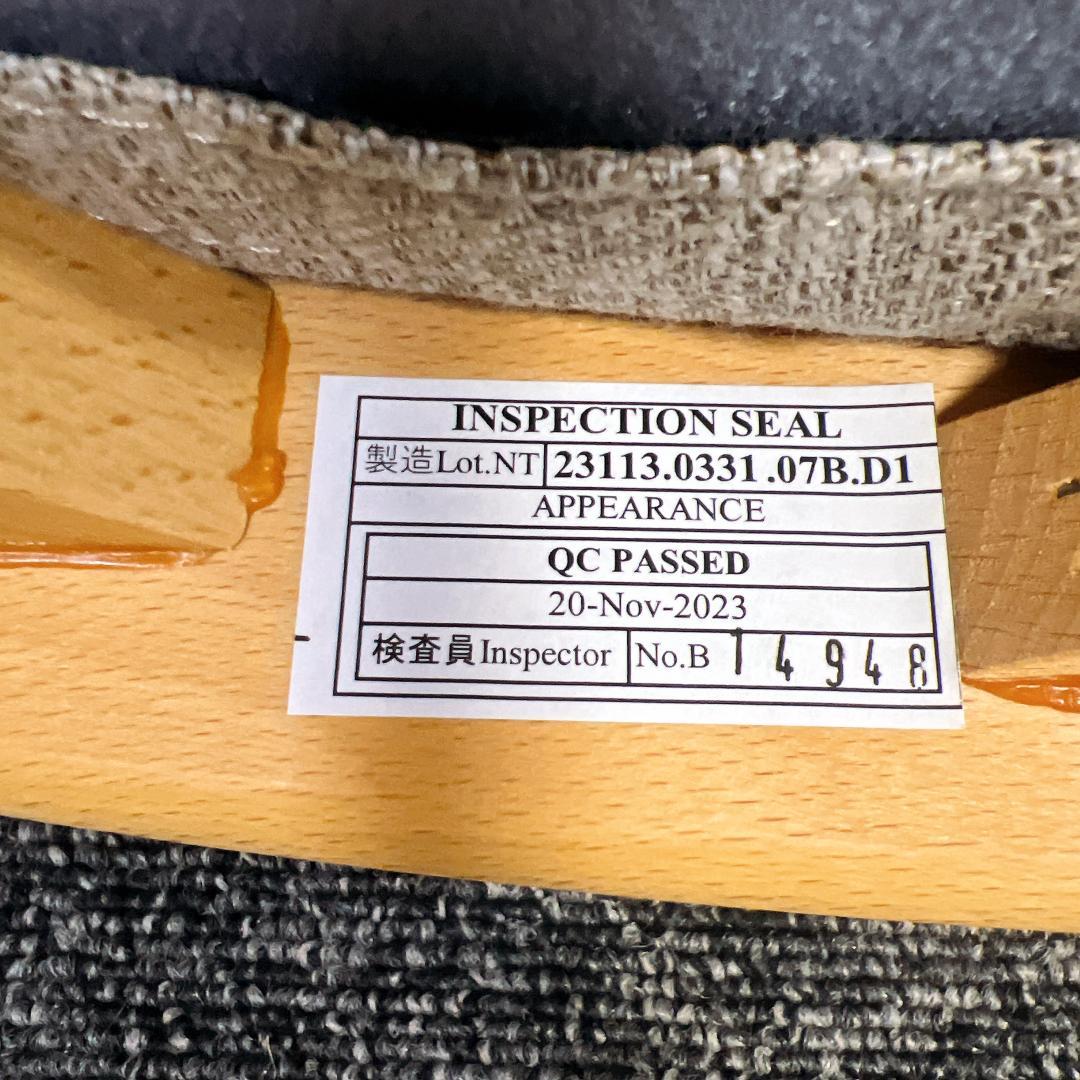 INSPECTION SEAL
製造Lot.NT 23113.0331.07B.D1
APPEARANCE
QC PASSED
20-Nov-2023
検査員Inspector No.B 14948